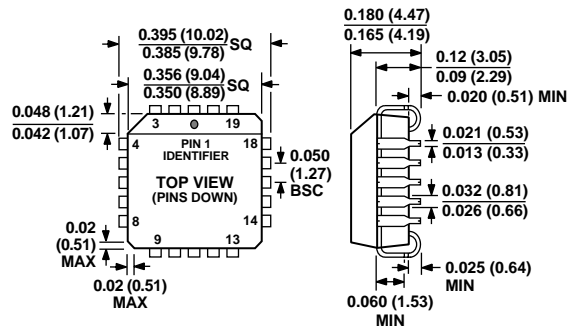 0.395 (10.02)
0.385 (9.78)
SQ
0.356 (9.04)
0.350 (8.89)
SQ
0.048 (1.21)
0.042 (1.07)
3
19
4
PIN 1
IDENTIFIER
18
TOP VIEW
(PINS DOWN)
0.050
(1.27)
BSC
8
14
9
13
0.02
(0.51)
MAX
0.02 (0.51)
MAX
0.180 (4.47)
0.165 (4.19)
0.12 (3.05)
0.09 (2.29)
0.020 (0.51) MIN
0.021 (0.53)
0.013 (0.33)
0.032 (0.81)
0.026 (0.66)
0.025 (0.64)
MIN
0.060 (1.53)
MIN